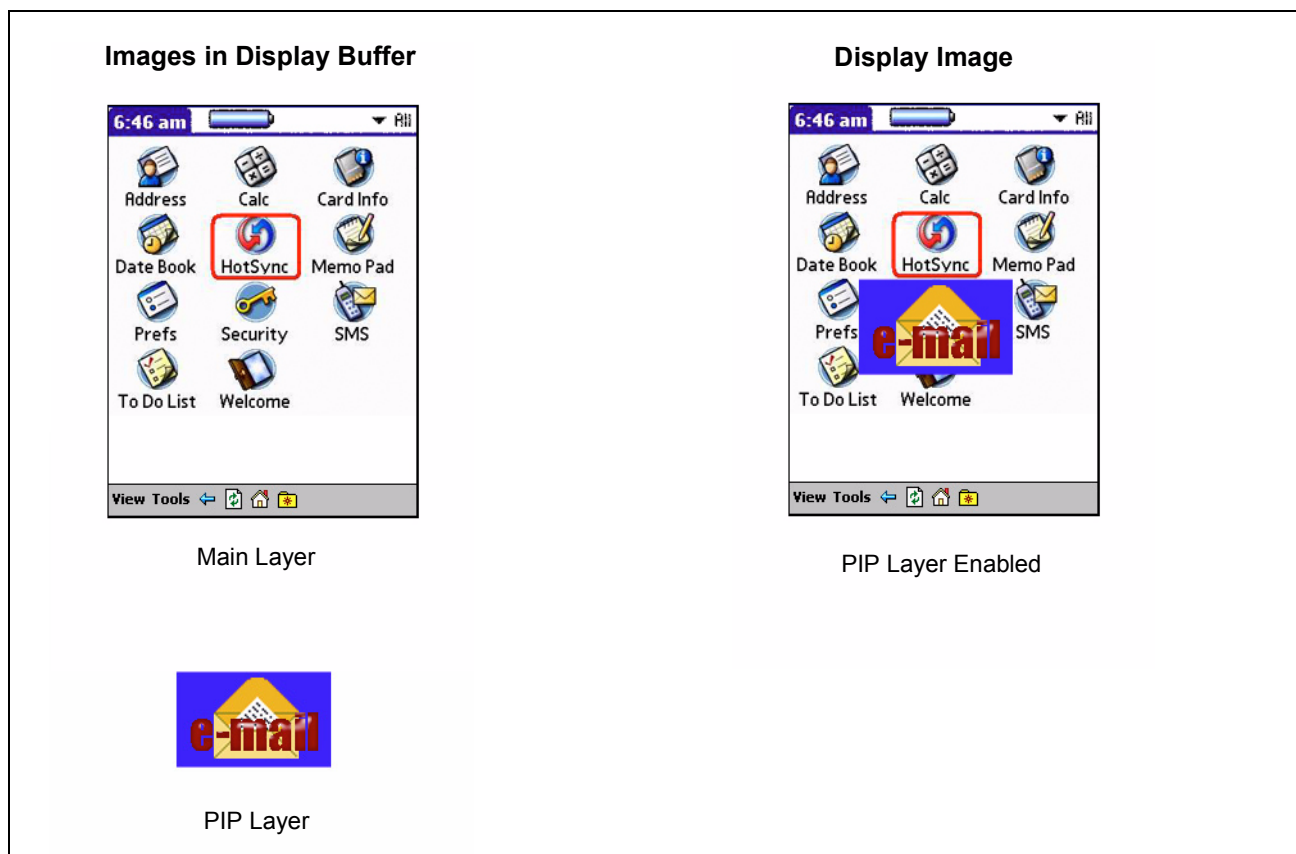 Images in Display Buffer
6:46 am All
Address Calc Card Info
Date Book HotSync Memo Pad
Prefs Security SMS
To Do List Welcome
View Tools
Main Layer
e-mail
PIP Layer
Display Image
6:46 am All
Address Calc Card Info
Date Book HotSync Memo Pad
Prefs SMS
e-mail
To Do List Welcome
View Tools
PIP Layer Enabled